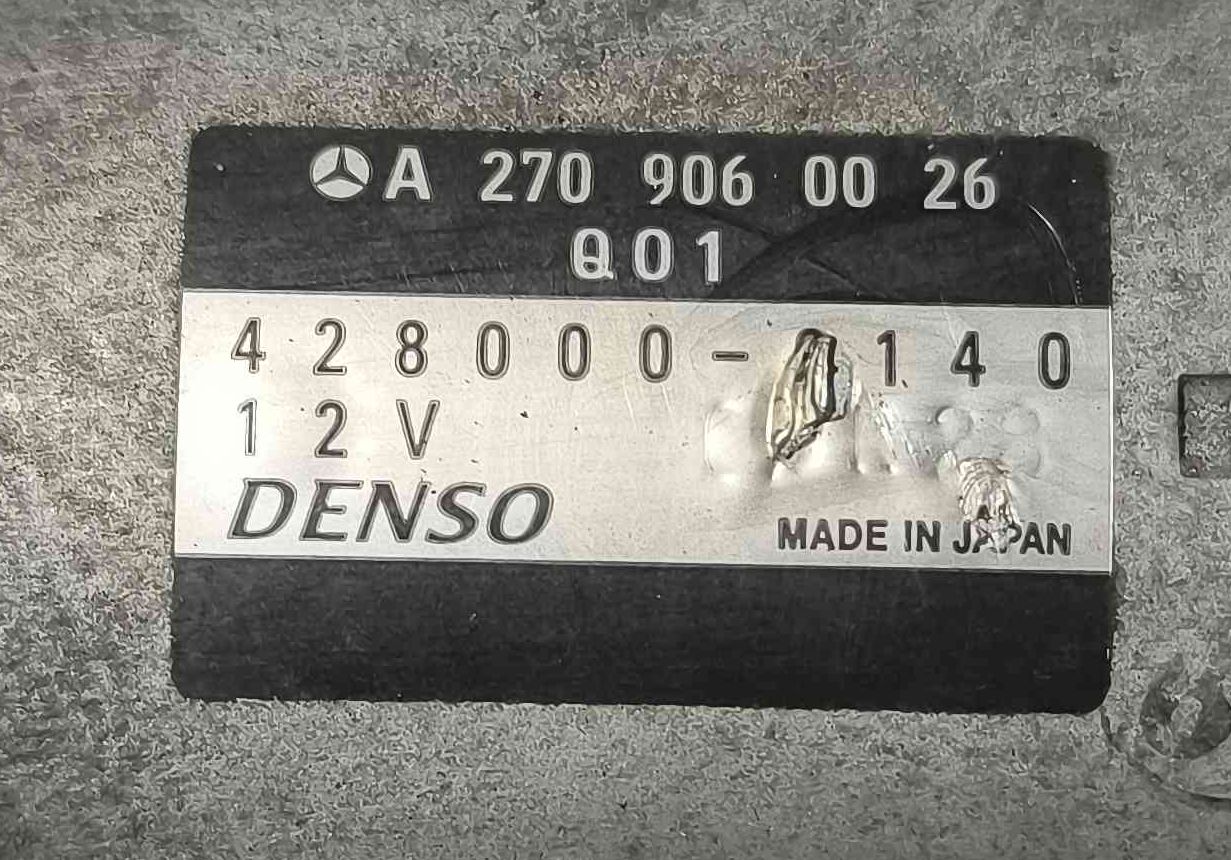 A 270 906 00 26
Q01
428000- 140
12V
DENSO
MADE IN JAPAN